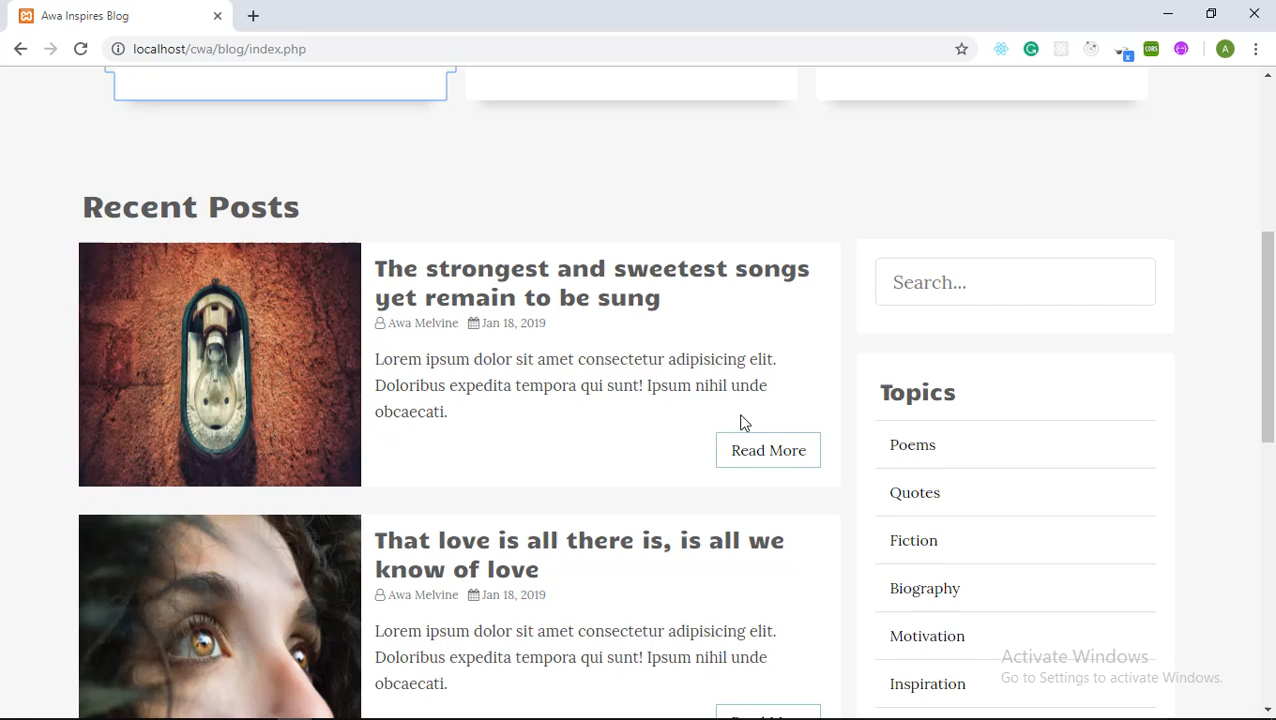 Awa Inspires Blog
localhost/cwa/blog/index.php
A
Recent Posts
The strongest and sweetest songs
yet remain to be sung
Awa Melvine Jan 18, 2019
Lorem ipsum dolor sit amet consectetur adipisicing elit.
Doloribus expedita tempora qui sunt! Ipsum nihil unde
obcaecati.
Read More
That love is all there is, is all we
know of love
Awa Melvine Jan 18, 2019
Lorem ipsum dolor sit amet consectetur adipisicing elit.
Doloribus expedita tempora qui sunt! Ipsum nihil unde
obcaecati.
Search...
Topics
Poems
Quotes
Fiction
Biography
Motivation
Inspiration
Activate Windows
Go to Settings to activate Windows.